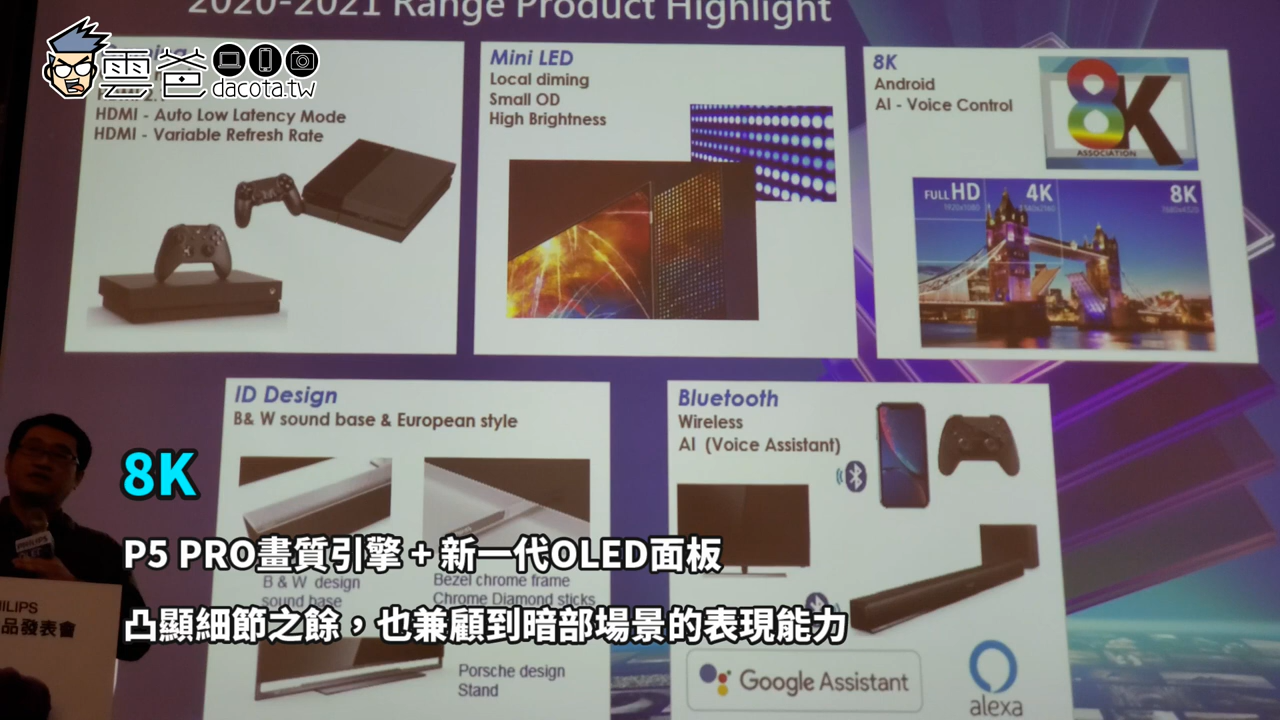 2020-2021 Range Product Highlight
雲爸
dacota.tw
HDMI - Auto Low Latency Mode
HDMI - Variable Refresh Rate
Mini LED
Local diming
Small OD
High Brightness
8K
Android
AI - Voice Control
8K
ASSOCIATION
FULL HD
4K
8K
ID Design
B& W sound base & European style
B & W design
sound base
Bezel chrome frame
Chrome Diamond sticks
Porsche design
Stand
Bluetooth
Wireless
AI (Voice Assistant)
Google Assistant
alexa
PHILIPS
品發表會
8K
P5 PRO畫質引擎+新一代OLED面板
凸顯細節之餘,也兼顧到暗部場景的表現能力